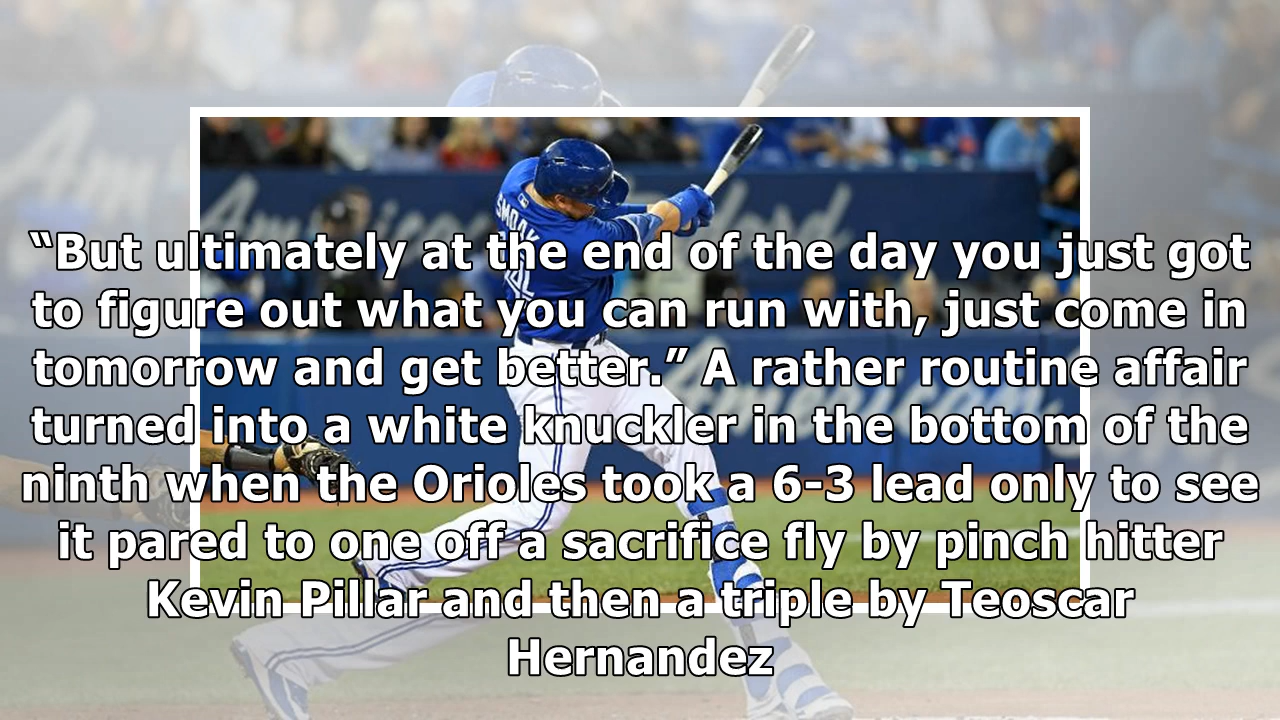 “But ultimately at the end of the day you just got
to figure out what you can run with, just come in
tomorrow and get better.” A rather routine affair
turned into a white knuckler in the bottom of the
ninth when the Orioles took a 6-3 lead only to see
it pared to one off a sacrifice fly by pinch hitter
Kevin Pillar and then a triple by Teoscar
Hernandez
SMOAK
American